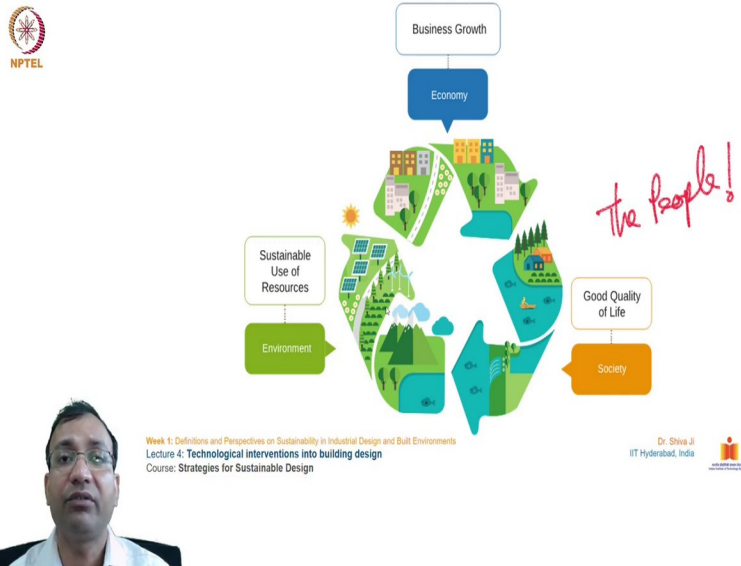 NPTEL
Business Growth
Economy
The People!
Sustainable
Use of
Resources
Environment
Good Quality
of Life
Society
Week 1: Definitions and Perspectives on Sustainability in Industrial Design and Built Environments
Lecture 4: Technological interventions into building design
Course: Strategies for Sustainable Design
Dr. Shiva Ji
IIT Hyderabad, India